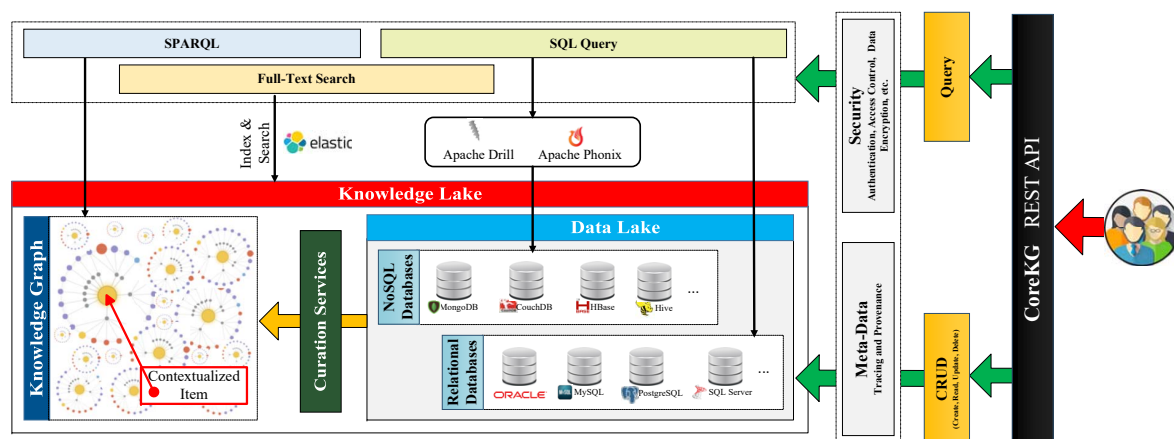 SPARQL
SQL Query
Full-Text Search
Index &
Search
elastic
Apache Drill
Apache Phonix
Knowledge Lake
Knowledge Graph
Contextualized
Item
Curation Services
Data Lake
NoSQL
Databases
MongoDB
CouchDB
HBase
Hive
...
Relational
Databases
ORACLE
MySQL
PostgreSQL
SQL Server
...
Security
Authentication, Access Control, Data
Encryption, etc.
Meta-Data
Tracing and Provenance
Query
CRUD
(Create, Read, Update, Delete)
CoreKG REST API